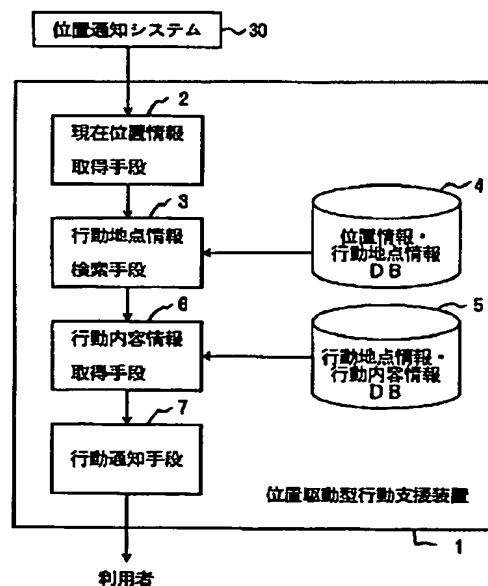 位置通知システム
30
2
現在位置情報
取得手段
3
行動地点情報
検索手段
4
位置情報・
行動地点情報
DB
6
行動内容情報
取得手段
5
行動地点情報・
行動内容情報
DB
7
行動通知手段
位置駆動型行動支援装置
1
利用者